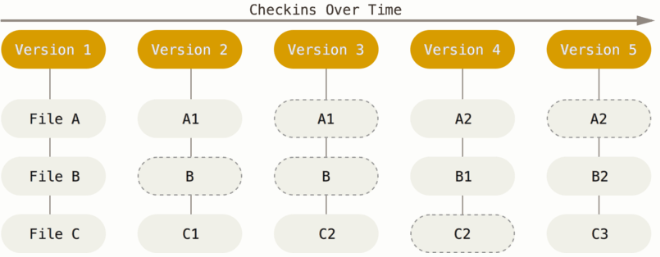 Checkins Over Time
Version 1 Version 2 Version 3 Version 4 Version 5
File A A1 A1 A2 A2
File B B B B1 B2
File C C1 C2 C2 C3